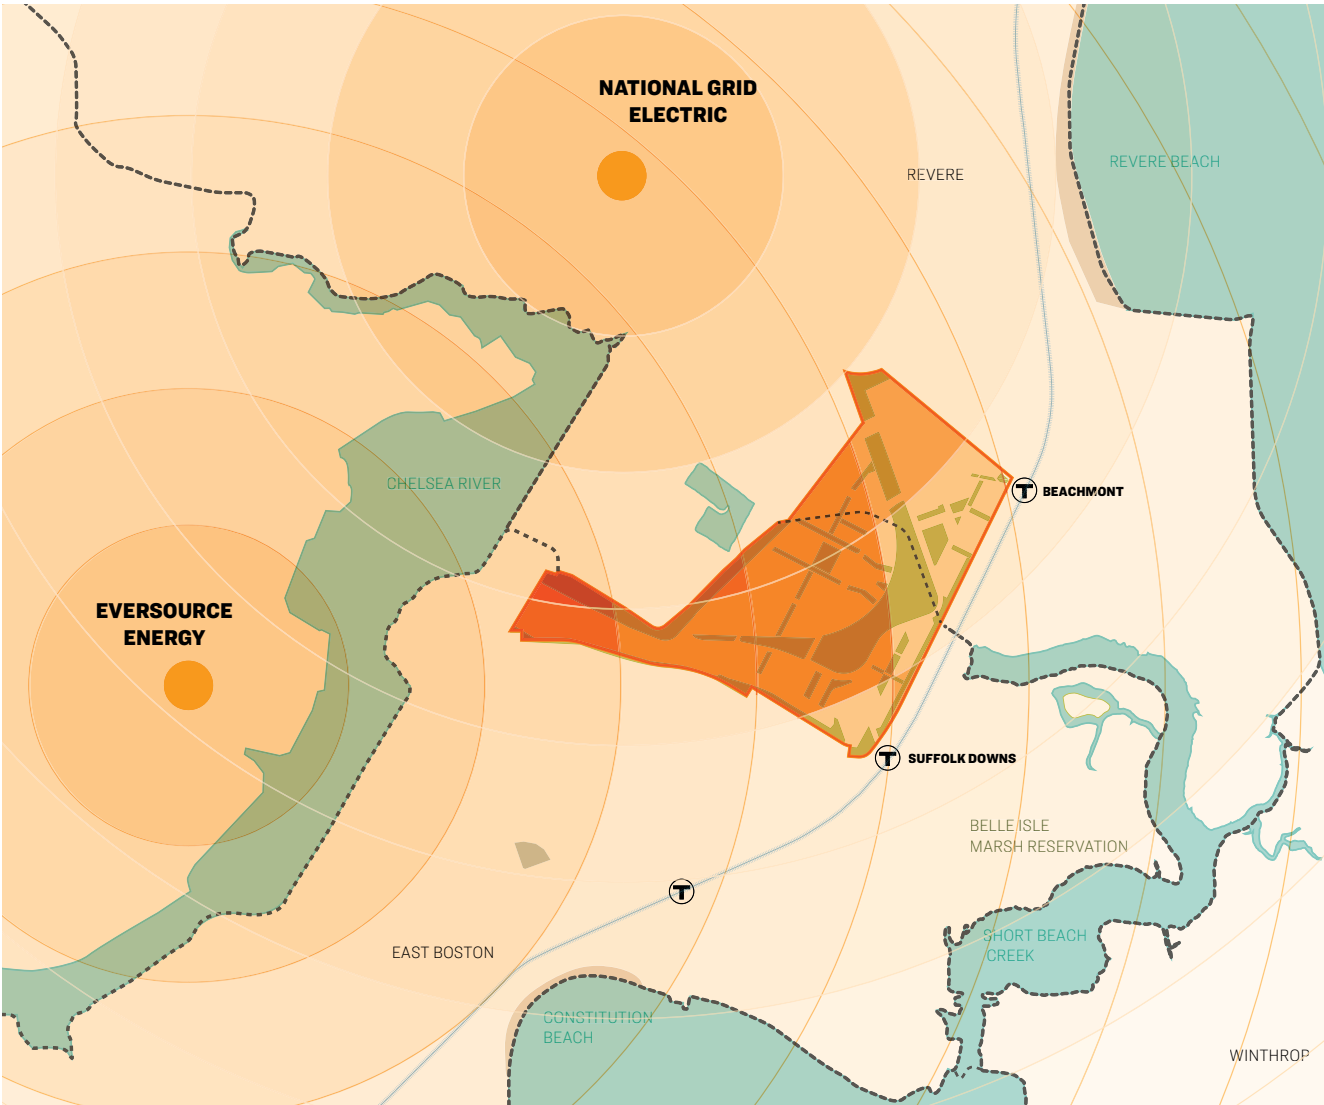 NATIONAL GRID
ELECTRIC
REVERE
REVERE BEACH
CHELSEA RIVER
T
BEACHMONT
EVERSOURCE
ENERGY
T
SUFFOLK DOWNS
BELLE ISLE
MARSH RESERVATION
T
EAST BOSTON
SHORT BEACH
CREEK
CONSTITUTION
BEACH
WINTHROP